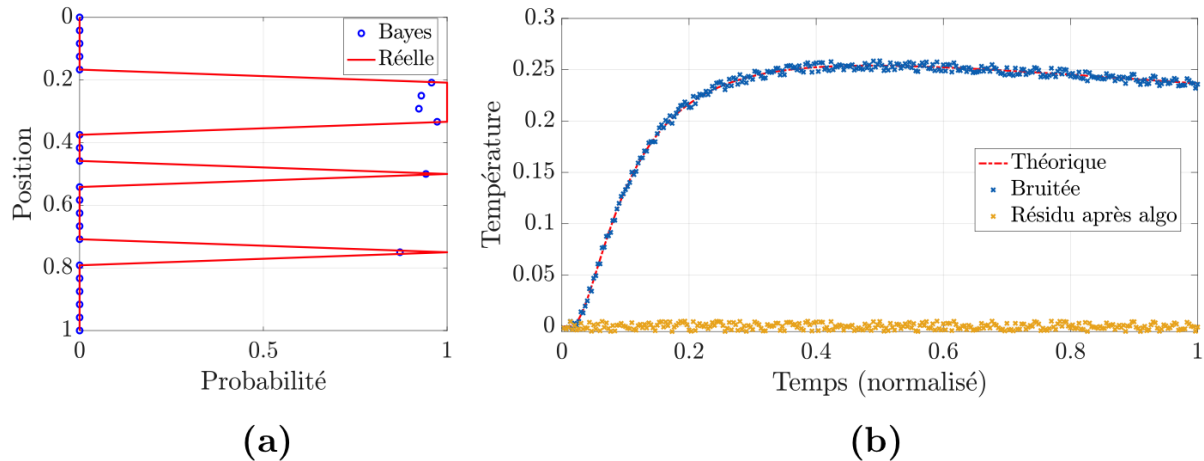 0
0.2
0.4
0.6
0.8
1
Position
0
0.5
1
Probabilité
Bayes
Réelle
(a)
0.3
0.25
0.2
0.15
0.1
0.05
0
Température
0
0.2
0.4
0.6
0.8
1
Temps (normalisé)
Théorique
Bruitée
Résidu après algo
(b)